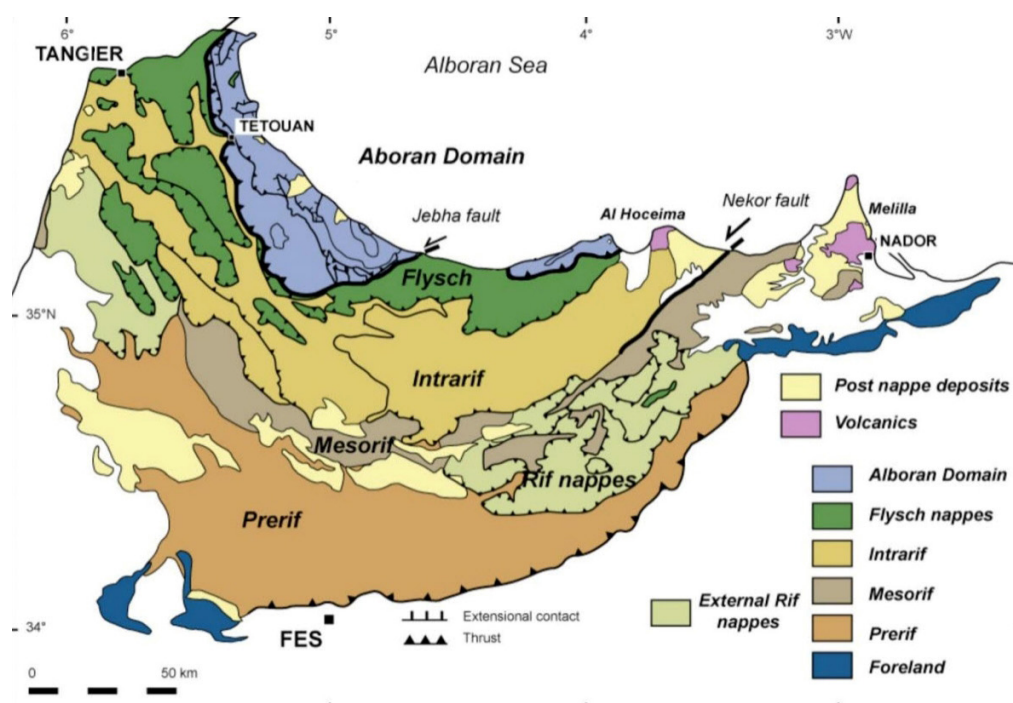 6°
5°
4°
3°W
TANGIER
Alboran Sea
TETOUAN
Aboran Domain
Jebha fault
Al Hoceima
Nekor fault
Melilla
NADOR
Flysch
35°N
Intrarif
Mesorif
Rif nappes
Prerif
Post nappe deposits
Volcanics
Alboran Domain
Flysch nappes
Intrarif
Mesorif
Prerif
Foreland
External Rif
nappes
34°
FES
Extensional contact
Thrust
0
50 km